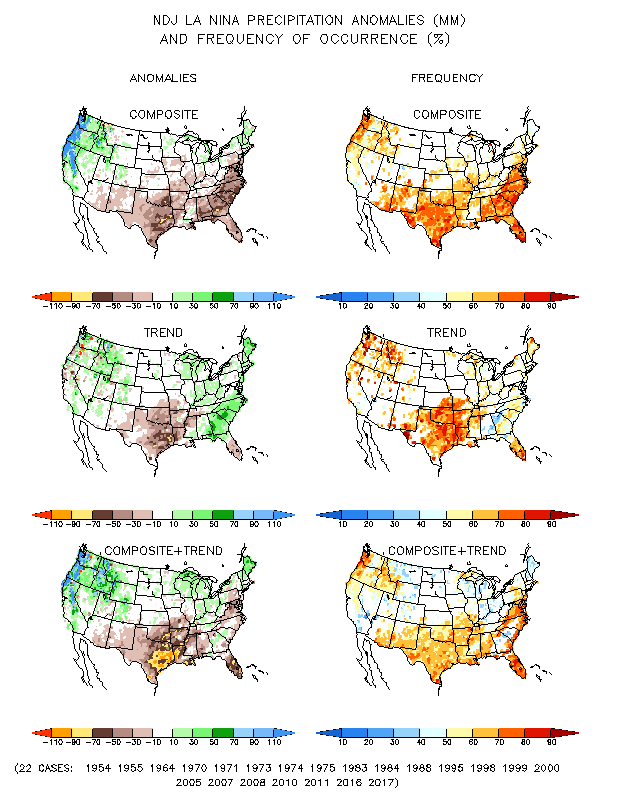 NDJ LA NINA PRECIPITATION ANOMALIES (MM)
AND FREQUENCY OF OCCURRENCE (%)
ANOMALIES
FREQUENCY
COMPOSITE
COMPOSITE
-110 -90 -70 -50 -30 -10 10 30 50 70 90 110
10 20 30 40 50 60 70 80 90
TREND
TREND
-110 -90 -70 -50 -30 -10 10 30 50 70 90 110
10 20 30 40 50 60 70 80 90
COMPOSITE+TREND
COMPOSITE+TREND
-110 -90 -70 -50 -30 -10 10 30 50 70 90 110
10 20 30 40 50 60 70 80 90
(22 CASES: 1954 1955 1964 1970 1971 1973 1974 1975 1983 1984 1988 1995 1998 1999 2000
2005 2007 2008 2010 2011 2016 2017)